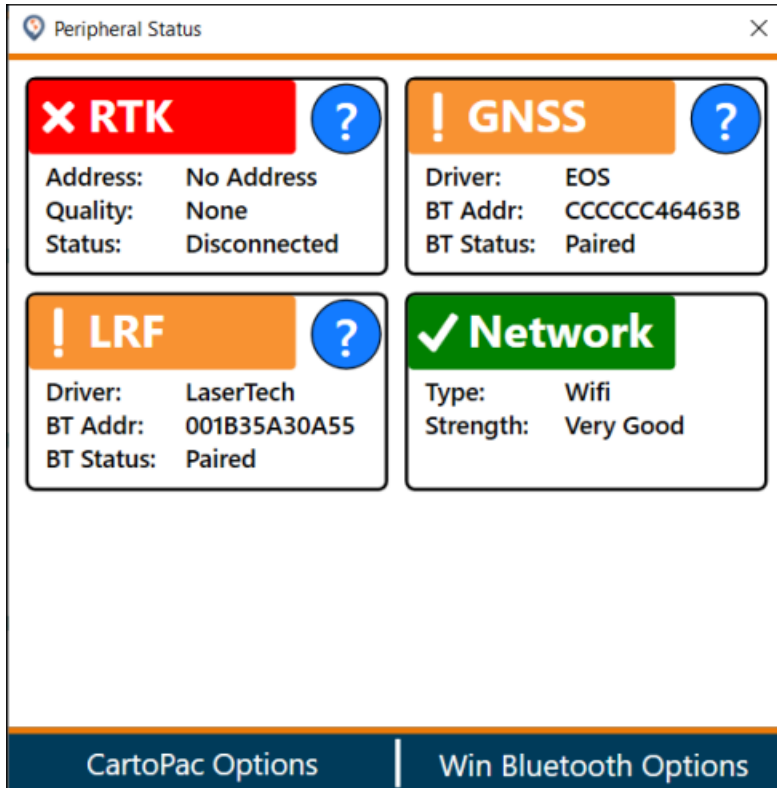 Peripheral Status
RTK
?
Address: No Address
Quality: None
Status: Disconnected
! GNSS
?
Driver: EOS
BT Addr: CCCCCC46463B
BT Status: Paired
! LRF
?
Driver: LaserTech
BT Addr: 001B35A30A55
BT Status: Paired
Network
Type: Wifi
Strength: Very Good
CartoPac Options
Win Bluetooth Options